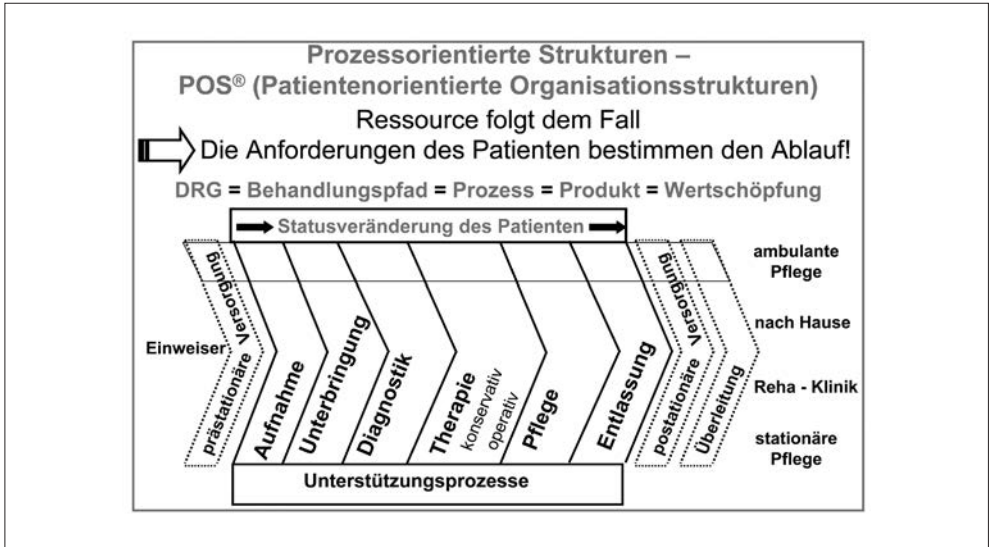 Prozessorientierte Strukturen –
POS® (Patientenorientierte Organisationsstrukturen)
Ressource folgt dem Fall
Die Anforderungen des Patienten bestimmen den Ablauf!
DRG = Behandlungspfad = Prozess = Produkt = Wertschöpfung
Statusveränderung des Patienten
Einweiser
prästationäre Versorgung
Aufnahme
Unterbringung
Diagnostik
Therapie
konservativ
operativ
Pflege
Entlassung
postationäre Versorgung
Überleitung
ambulante
Pflege
nach Hause
Reha - Klinik
stationäre
Pflege
Unterstützungsprozesse